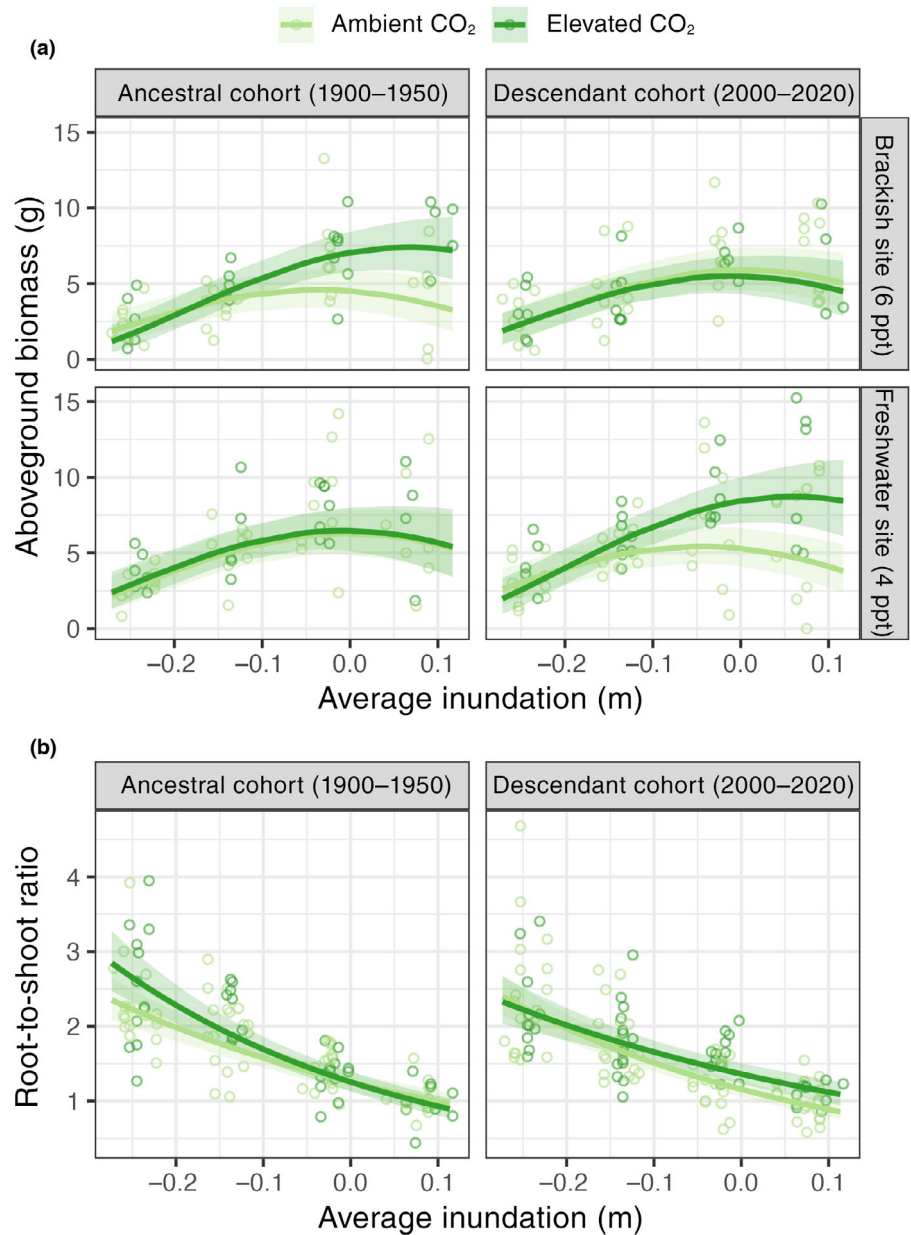 Ambient CO₂ Elevated CO₂
(a)
Ancestral cohort (1900–1950) Descendant cohort (2000–2020)
Aboveground biomass (g)
15
10
5
0
Brackish site (6 ppt)
15
10
5
0
Freshwater site (4 ppt)
−0.2 −0.1 0.0 0.1 −0.2 −0.1 0.0 0.1
Average inundation (m)
(b)
Ancestral cohort (1900–1950) Descendant cohort (2000–2020)
Root-to-shoot ratio
4
3
2
1
−0.2 −0.1 0.0 0.1 −0.2 −0.1 0.0 0.1
Average inundation (m)